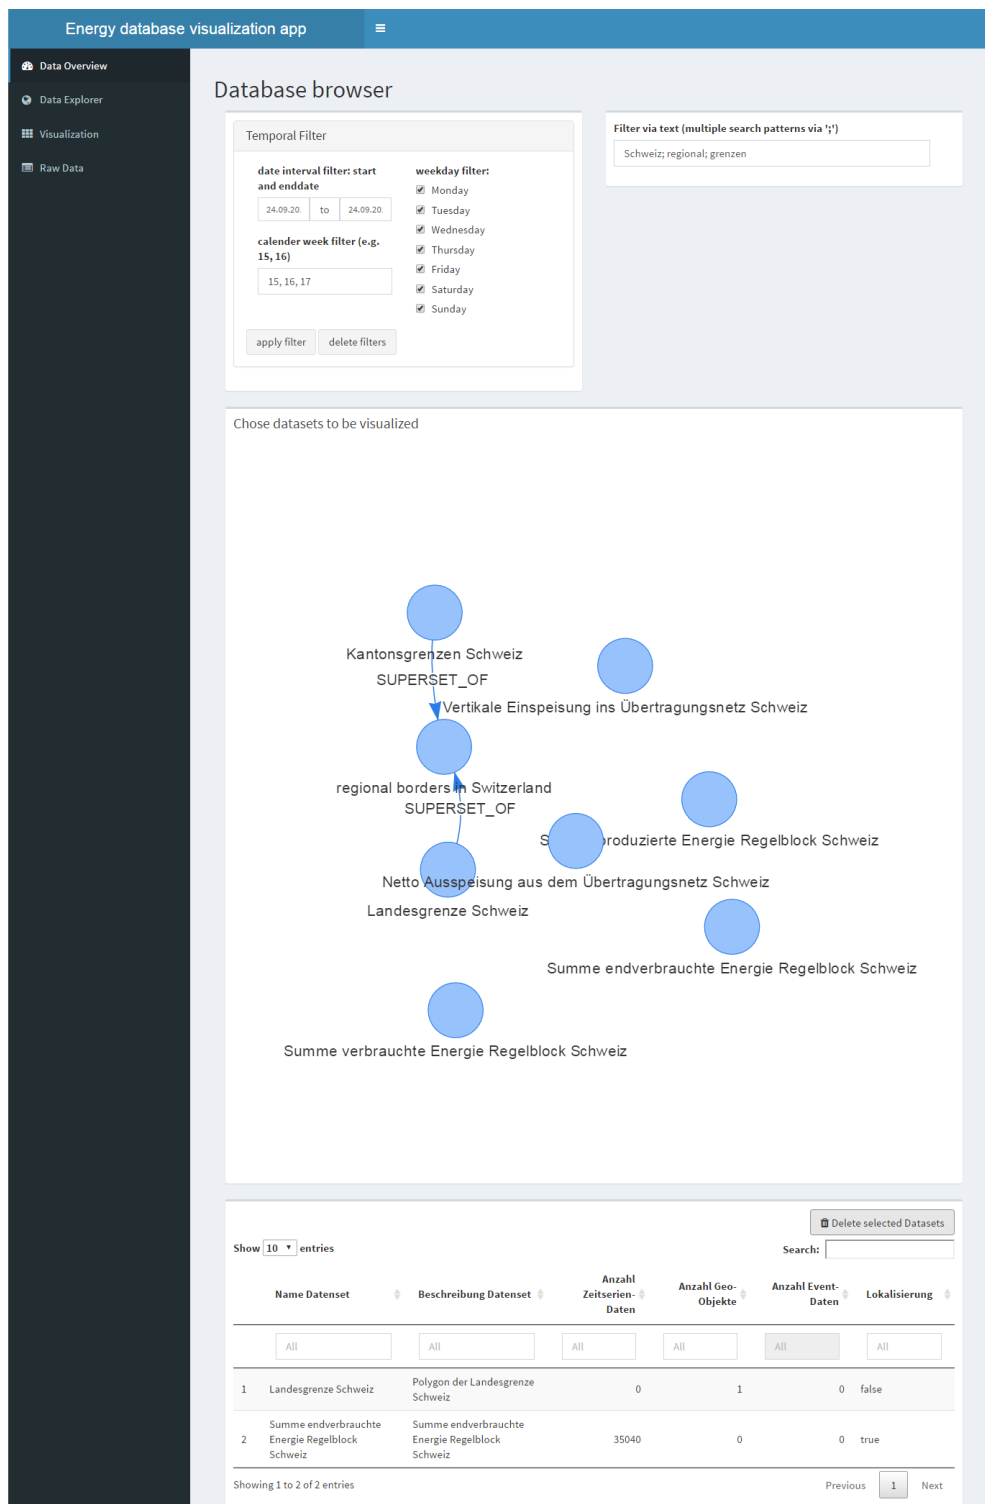 Energy database visualization app
Data Overview
Data Explorer
Visualization
Raw Data
Database browser
Temporal Filter
date interval filter: start
and enddate
24.09.20. to 24.09.20.
calender week filter (e.g.
15, 16)
15, 16, 17
weekday filter:
Monday
Tuesday
Wednesday
Thursday
Friday
Saturday
Sunday
apply filter delete filters
Filter via text (multiple search patterns via ';')
Schweiz; regional; grenzen
Chose datasets to be visualized
Kantonsgrenzen Schweiz
SUPERSET_OF
Vertikale Einspeisung ins Übertragungsnetz Schweiz
regional borders in Switzerland
SUPERSET_OF
Energie Regelblock Schweiz
Netto Ausspeisung aus dem Übertragungsnetz Schweiz
Landesgrenze Schweiz
Summe endverbrauchte Energie Regelblock Schweiz
Summe verbrauchte Energie Regelblock Schweiz
Delete selected Datasets
Show 10 entries
Search:
Name Datenset
Beschreibung Datenset
Anzahl
Zeitserien-
Daten
Anzahl Geo-
Objekte
Anzahl Event-
Daten
Lokalisierung
All All All All All All
1 Landesgrenze Schweiz
Polygon der Landesgrenze
Schweiz
0 1 0 false
2
Summe endverbrauchte
Energie Regelblock
Schweiz
Summe endverbrauchte
Energie Regelblock
Schweiz
35040 0 0 true
Showing 1 to 2 of 2 entries
Previous 1 Next